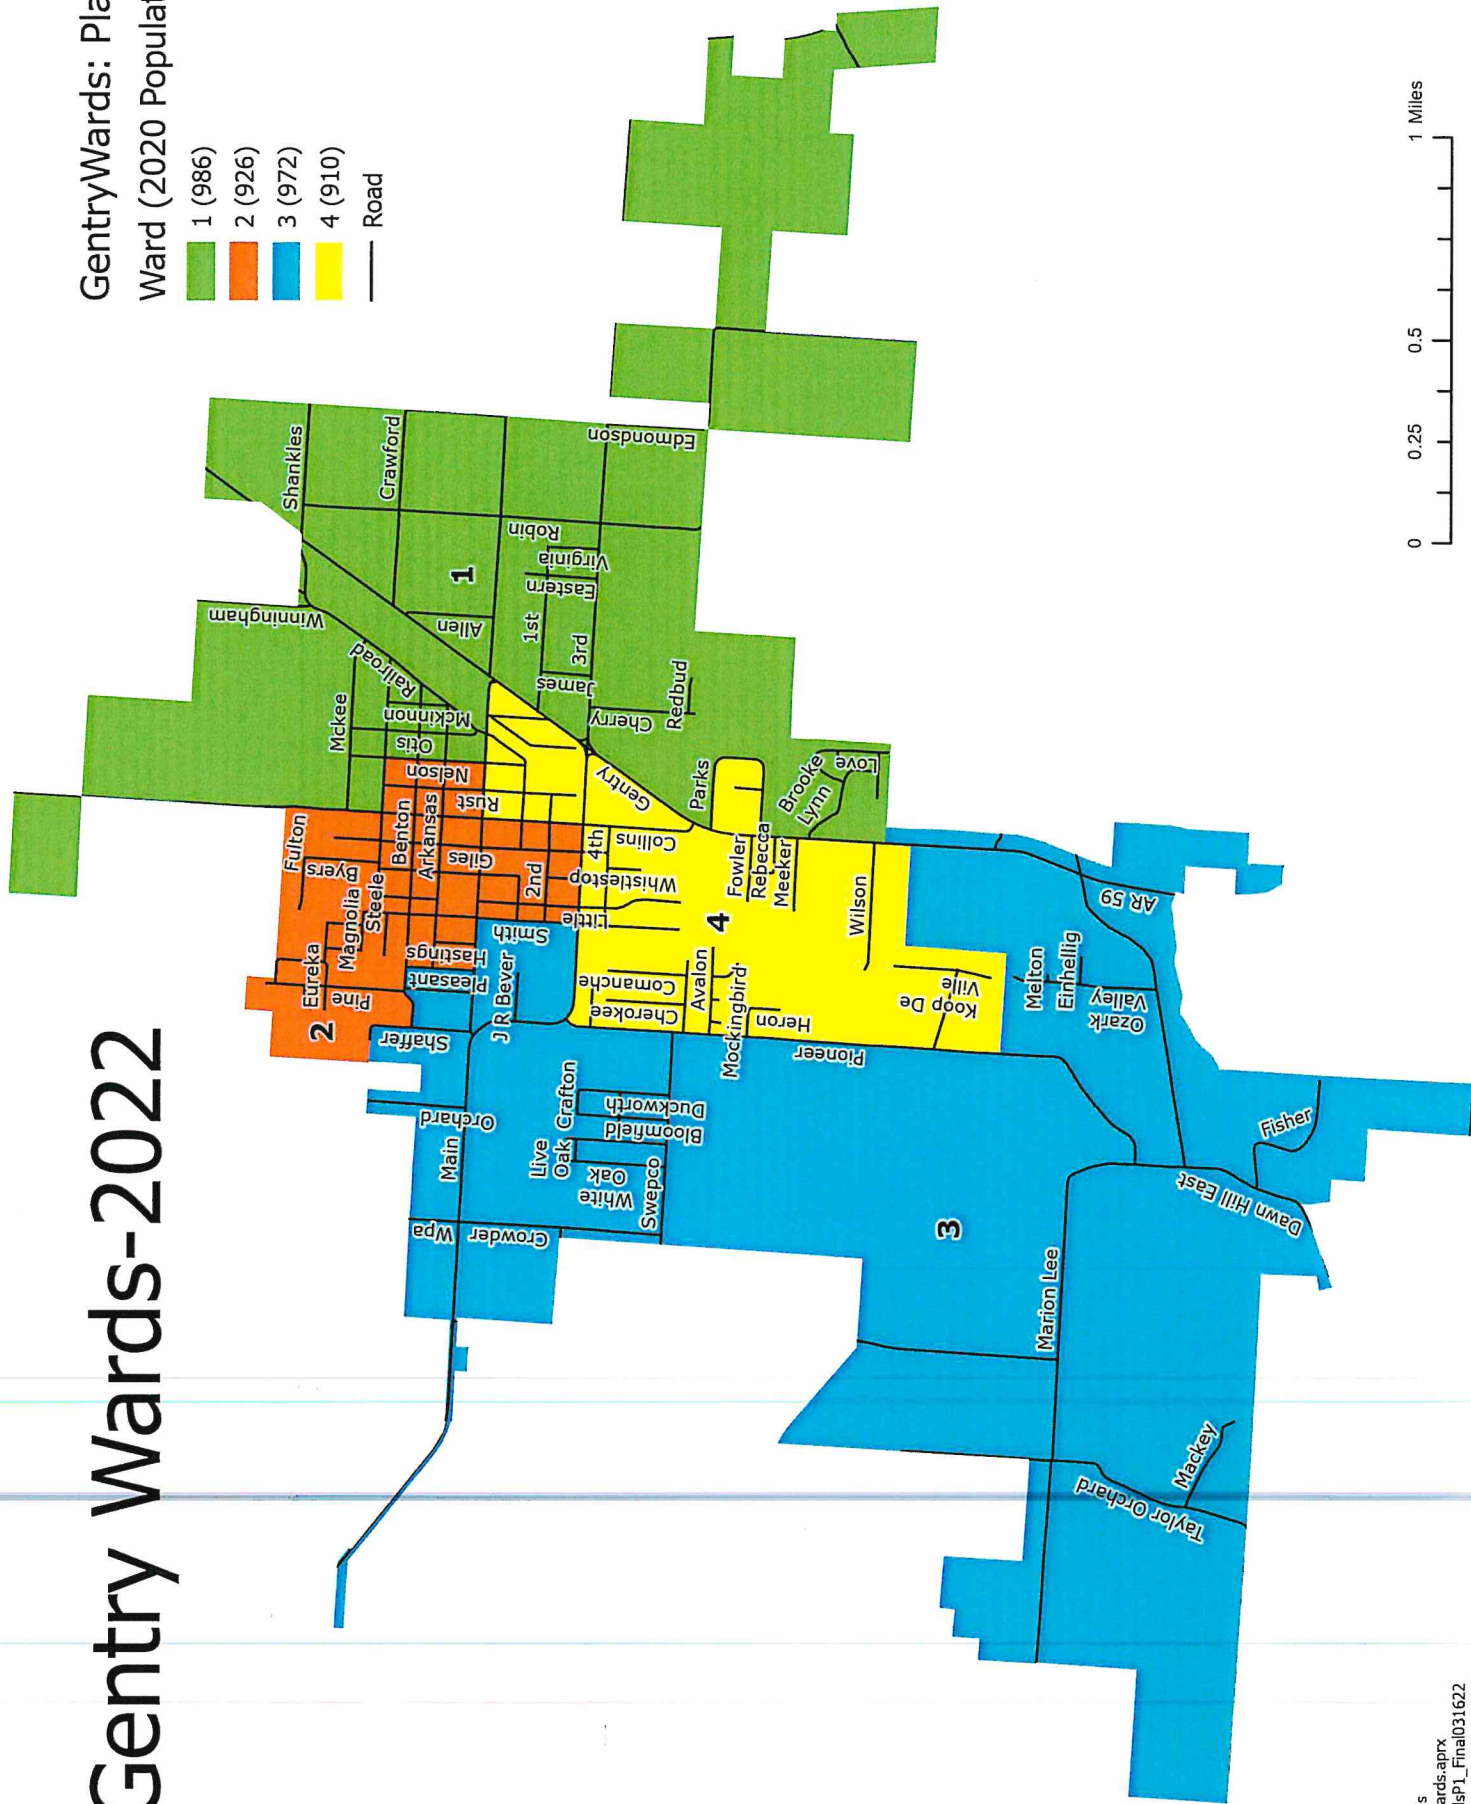 Gentry Wards-2022
GentryWards: Pla
Ward (2020 Populat
1 (986)
2 (926)
3 (972)
4 (910)
Road
Shankles
Crawford
Edmondson
Robin
Virginia
Eastern
1
Winningham
Allen
1st
3rd
James
Railroad
Mckee
Mckinnon
Otis
Cherry
Redbud
Nelson
Rust
Gentry
Parks
Brooke
Lynn
Love
Fulton
Byers
Benton
Arkansas
Giles
2nd
4th
Collins
Whistlestop
Fowler
Rebecca
Meeker
Magnolia
Steele
Little
Wilson
4
AR 59
Eureka
Pine
2
Hastings
Pleasant
Smith
J R Bever
Comanche
Cherokee
Avalon
Mockingbird
Heron
Koop De
Ville
Melton
Einhellig
Ozark
Valley
Shaffer
Pioneer
Orchard
Main
Crafton
Duckworth
Bloomfield
Live
Oak
White
Oak
Swepco
Wpa
Crowder
3
Fisher
Dawn Hill East
Marion Lee
Mackey
Taylor Orchard
0
0.25
0.5
1 Miles
s
ards.aprx
lsP1_Final031622